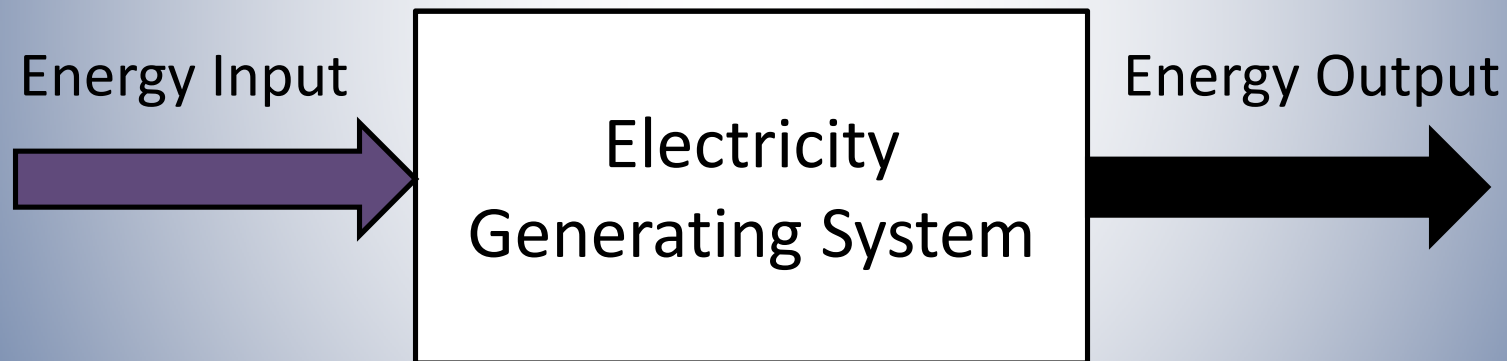 Energy Input
Electricity
Generating System
Energy Output